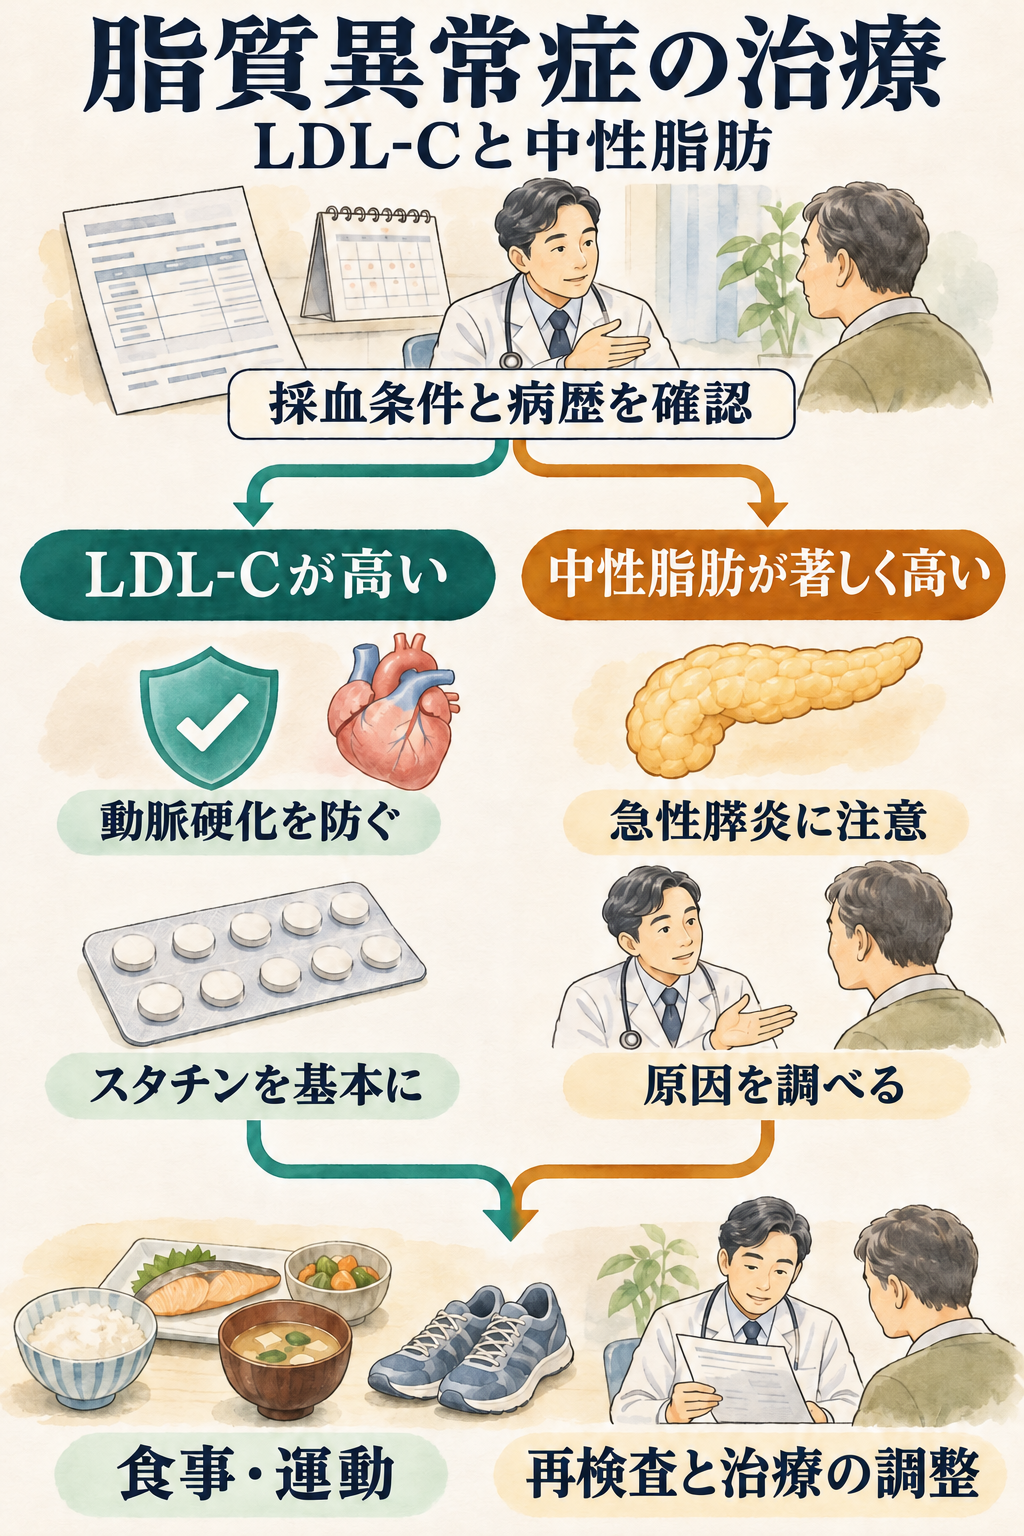 脂質異常症の治療
LDL-Cと中性脂肪
採血条件と病歴を確認
LDL-Cが高い
中性脂肪が著しく高い
動脈硬化を防ぐ
急性膵炎に注意
スタチンを基本に
原因を調べる
食事・運動
再検査と治療の調整